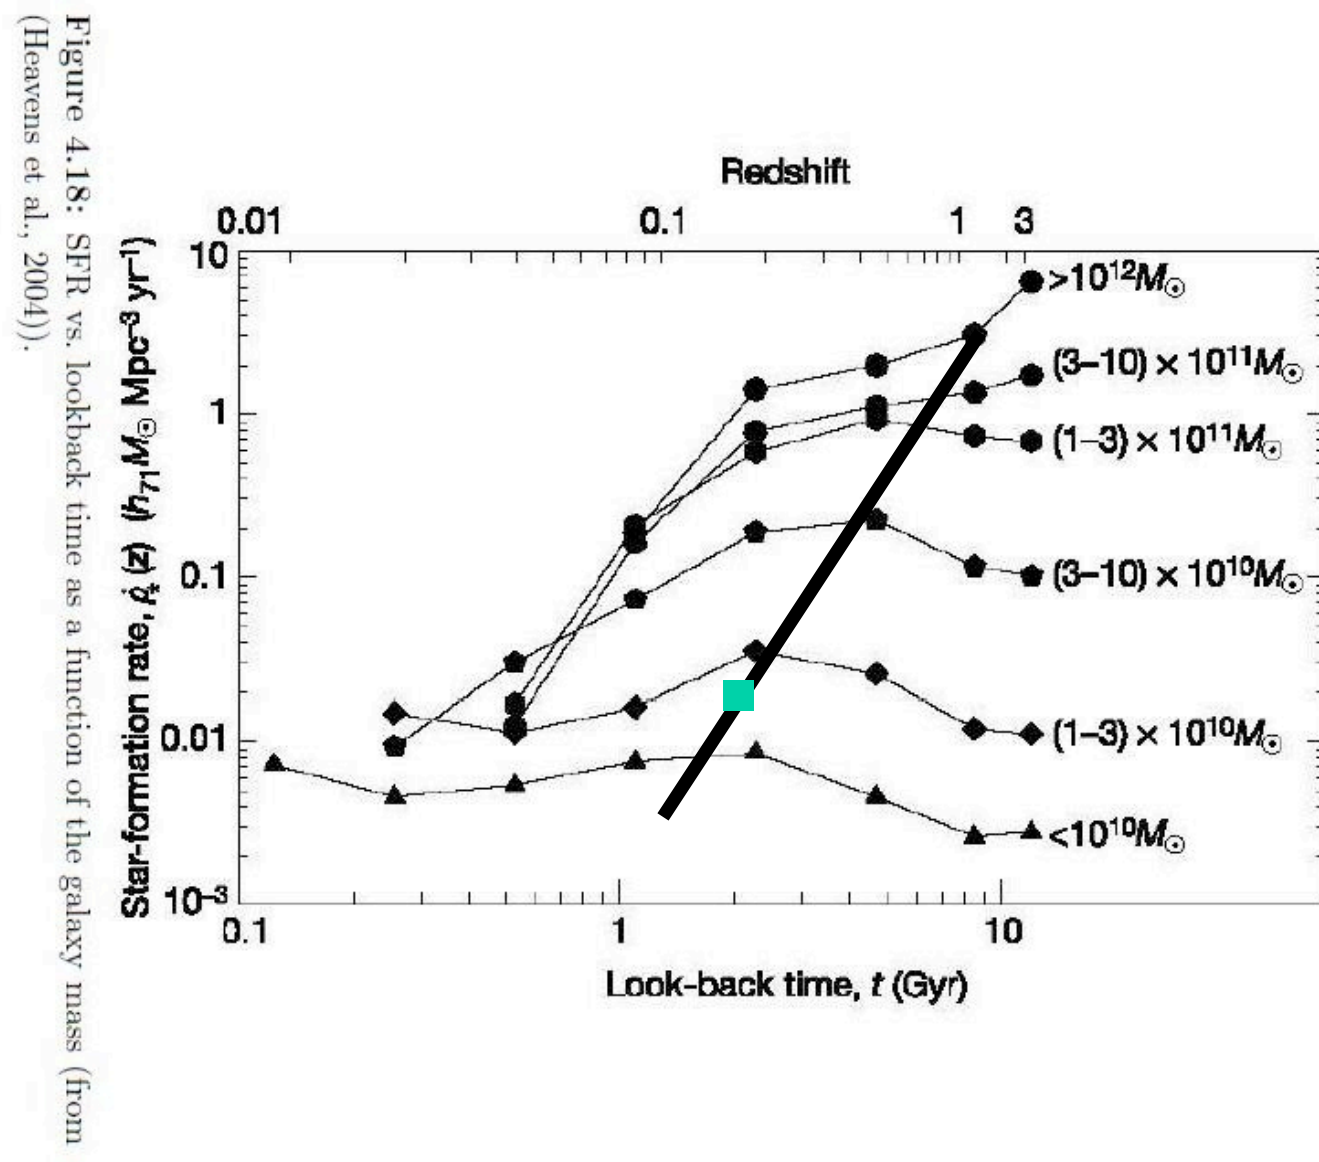 Figure 4.18: SFR vs. lookback time as a function of the galaxy mass (from
(Heavens et al., 2004)).
Redshift
0.01 0.1 1 3
Star-formation rate, ρ̇* (z) (h₇₁M☉ Mpc⁻³ yr⁻¹)
10
1
0.1
0.01
10⁻³
>10¹²M☉
(3–10) × 10¹¹M☉
(1–3) × 10¹¹M☉
(3–10) × 10¹⁰M☉
(1–3) × 10¹⁰M☉
<10¹⁰M☉
0.1 1 10
Look-back time, t (Gyr)